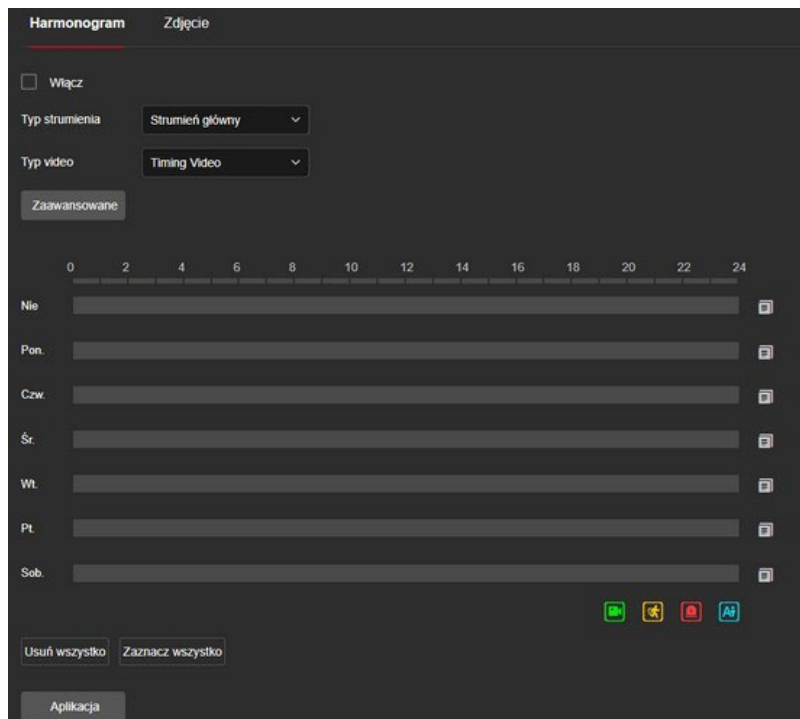 Harmonogram Zdjęcie
Włącz
Typ strumienia Strumień główny
Typ video Timing Video
Zaawansowane
0 2 4 6 8 10 12 14 16 18 20 22 24
Nie
Pon.
Czw.
Śr.
Wt.
Pt.
Sob.
Ai
Usuń wszystko Zaznacz wszystko
Aplikacja